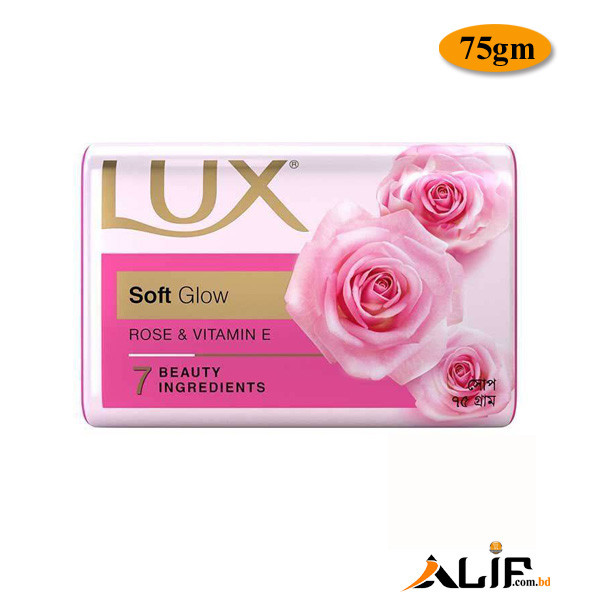 75gm
LUX®
Soft Glow
ROSE & VITAMIN E
7 BEAUTY
INGREDIENTS
সোপ
৭৫ গ্রাম
ALIF
.com.bd